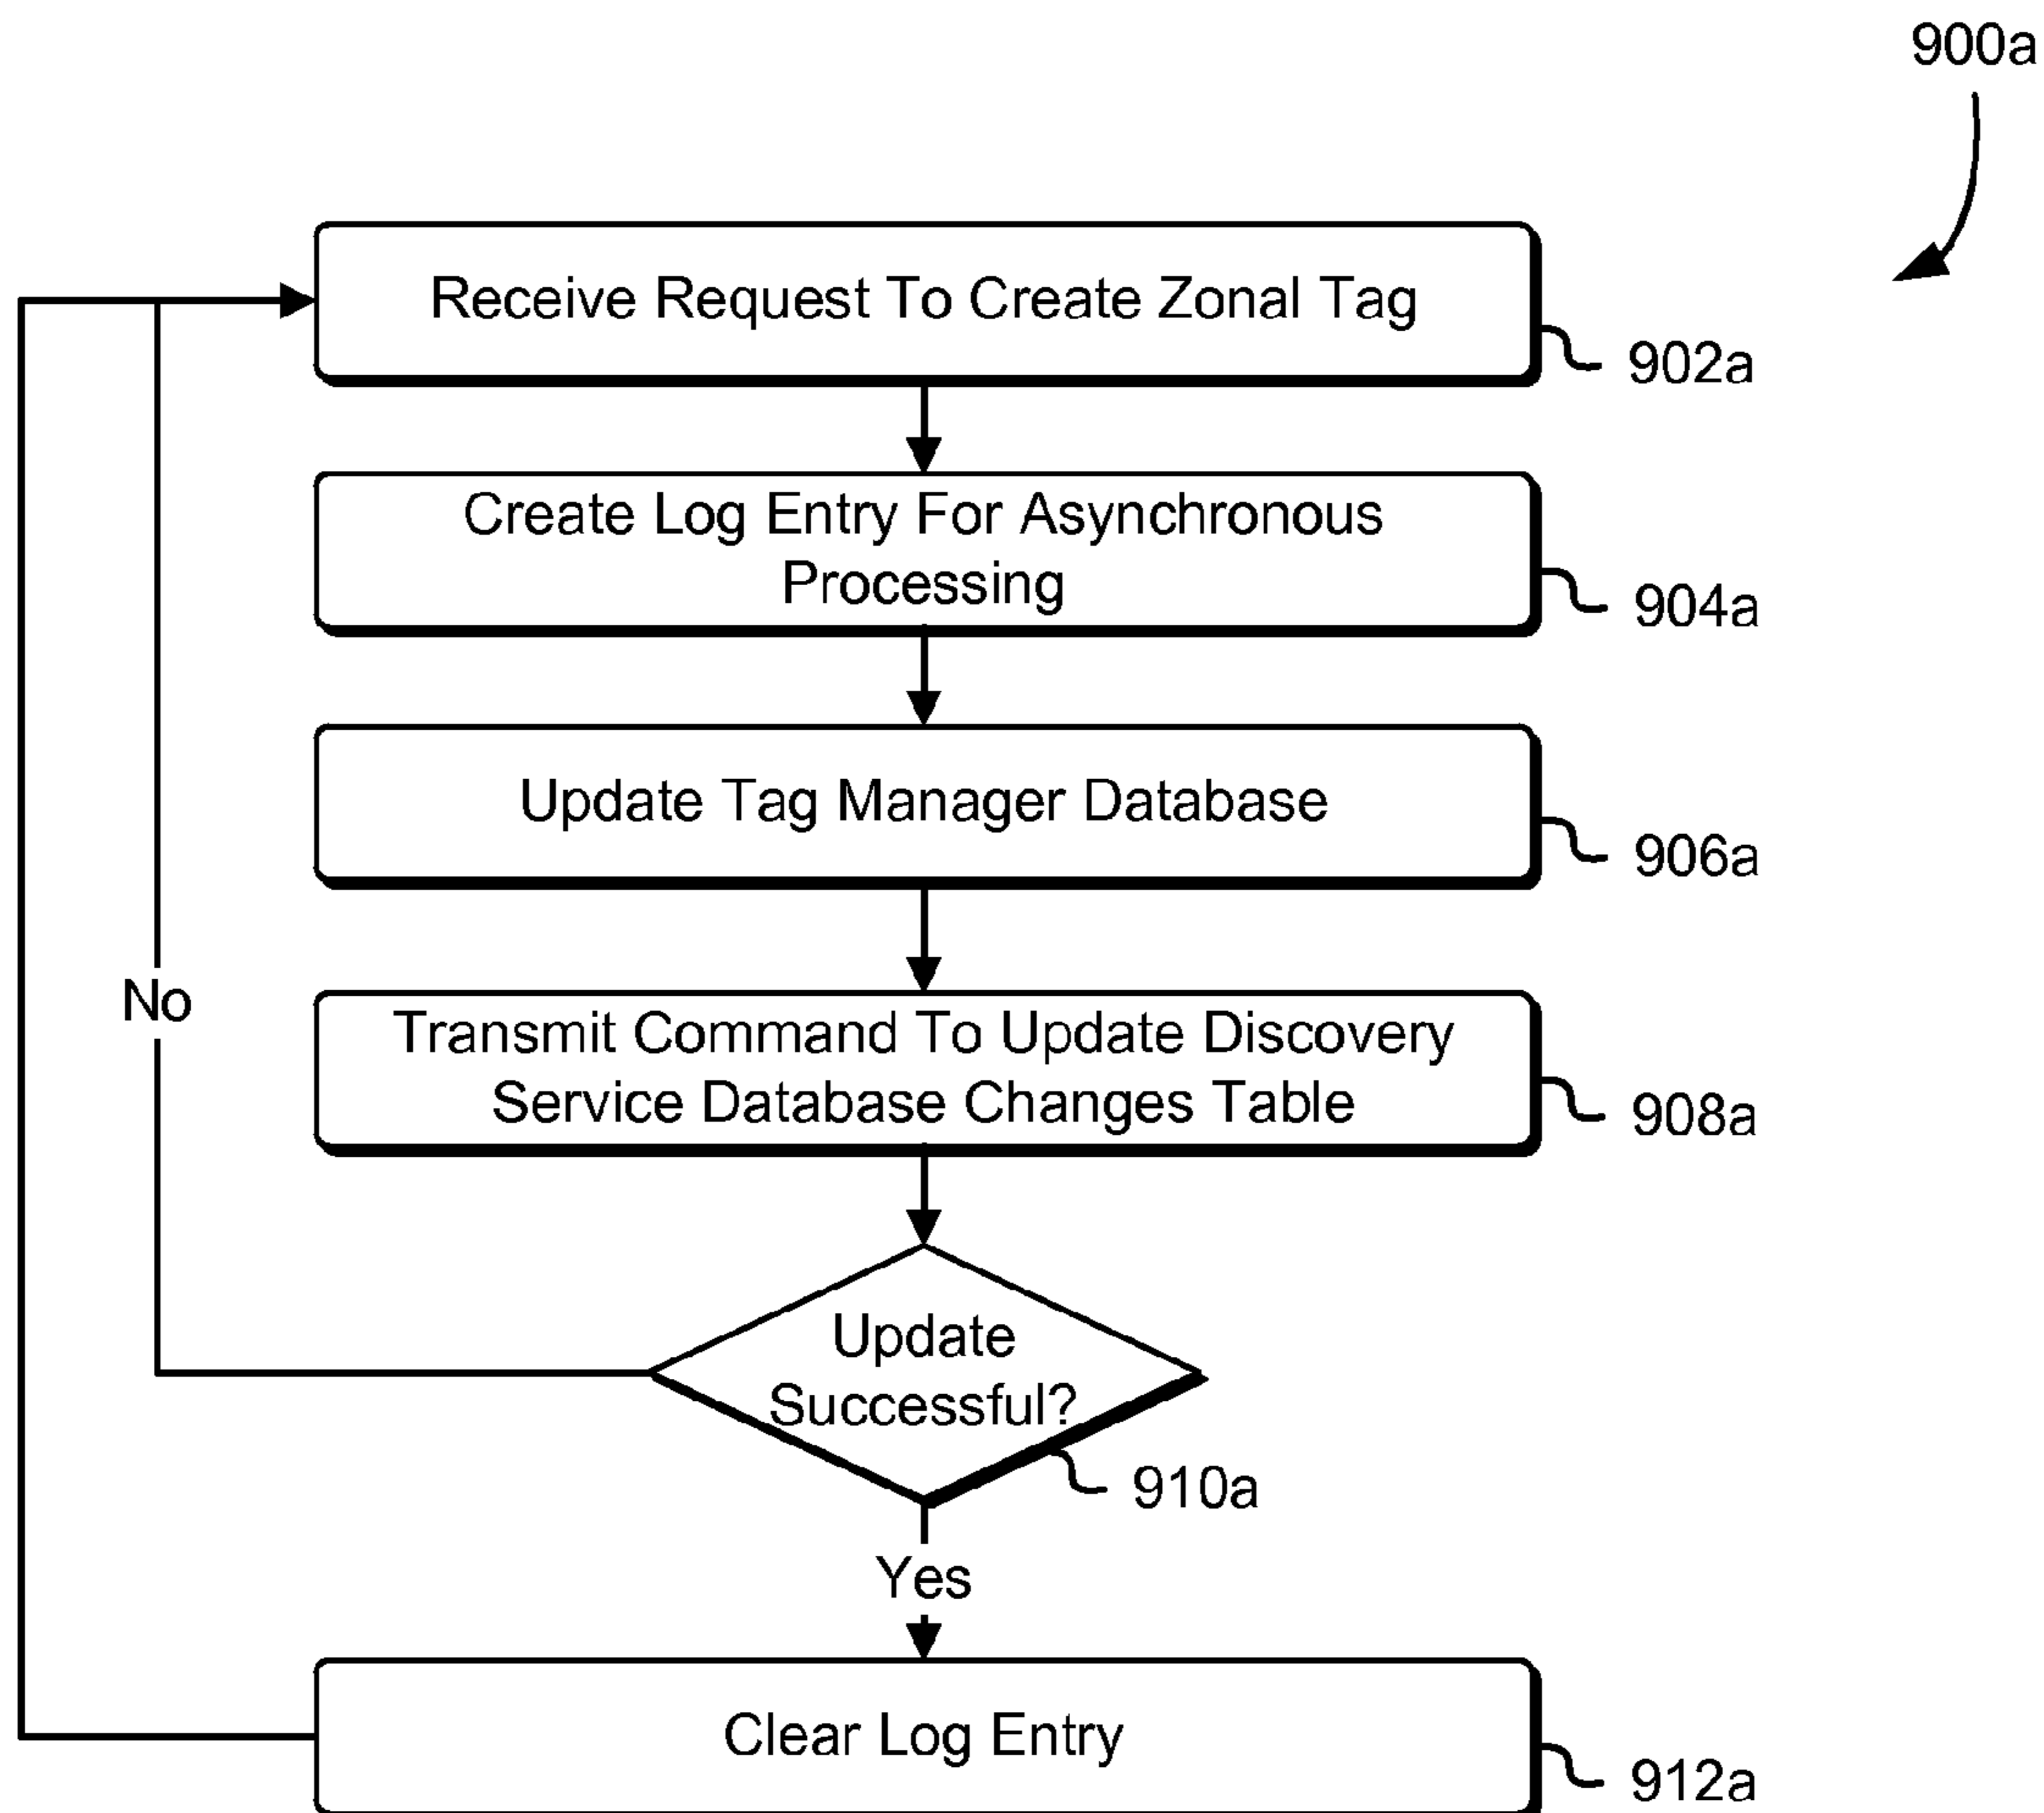 900a
Receive Request To Create Zonal Tag
902a
Create Log Entry For Asynchronous
Processing
904a
Update Tag Manager Database
906a
No
Transmit Command To Update Discovery
Service Database Changes Table
908a
Update
Successful?
910a
Yes
Clear Log Entry
912a